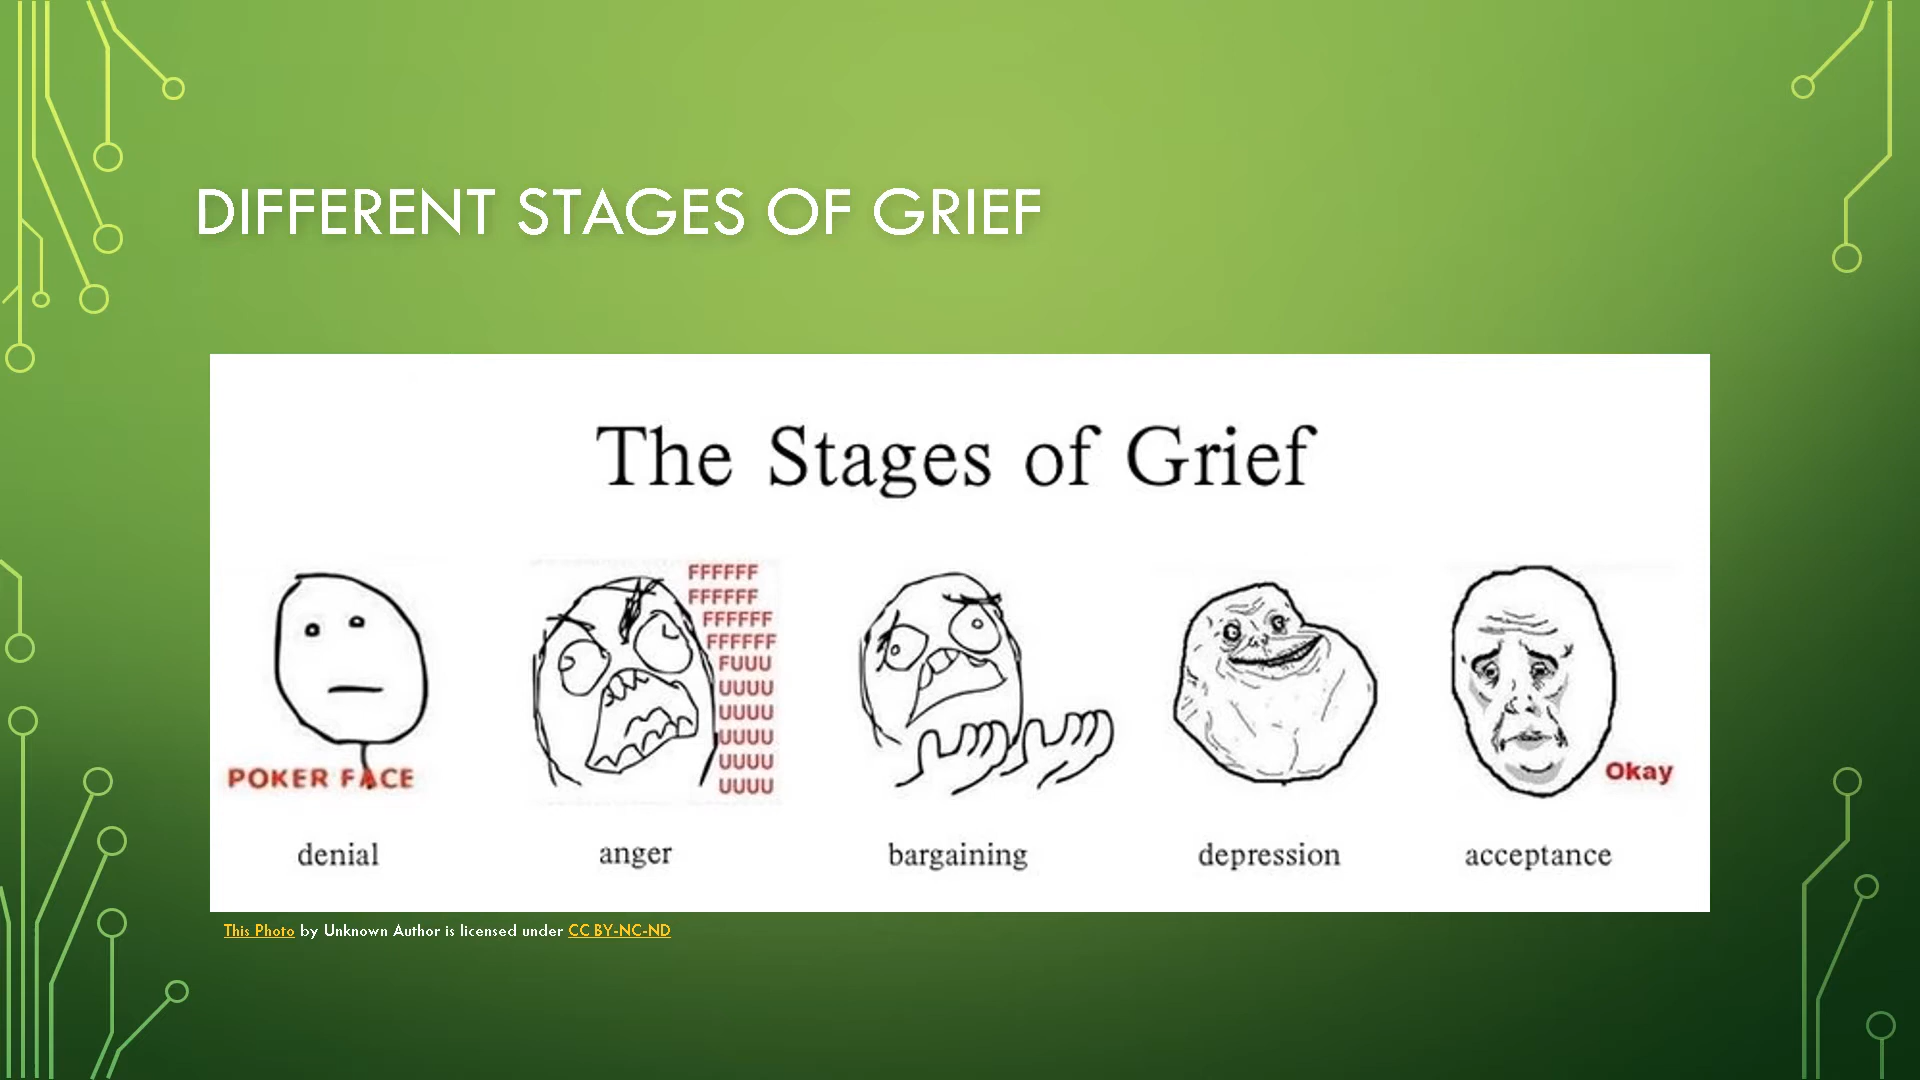 DIFFERENT STAGES OF GRIEF
The Stages of Grief
POKER FACE
FFFFFF
FFFFFF
FFFFFF
FFFFFF
FUUU
UUUU
UUUU
UUUU
UUUU
UUUU
Okay
denial
anger
bargaining
depression
acceptance
This Photo by Unknown Author is licensed under CC BY-NC-ND